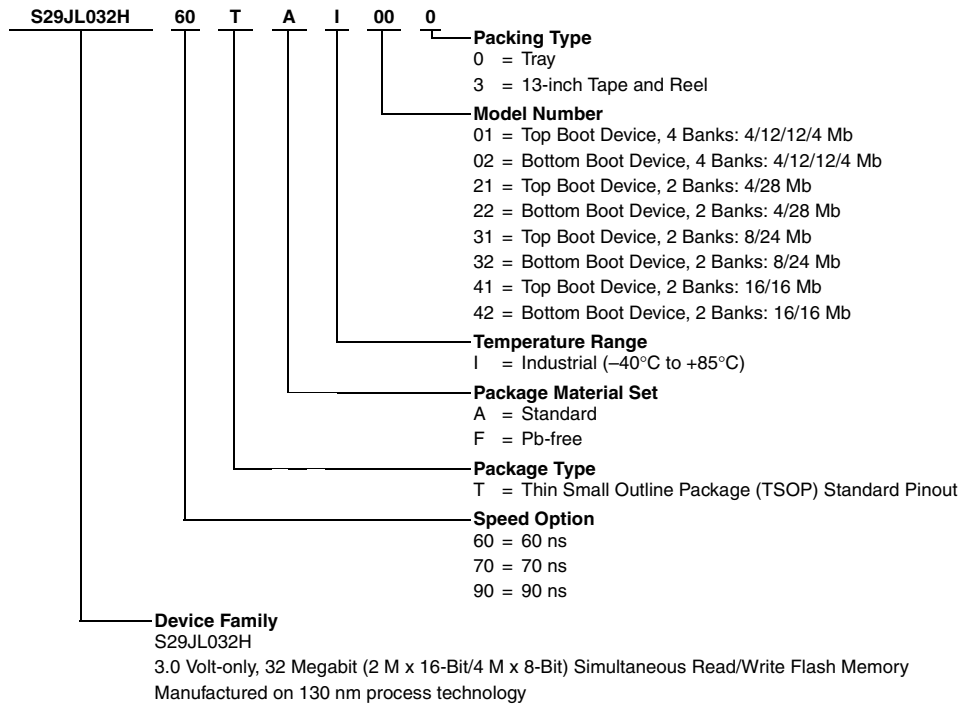 S29JL032H 60 T A I 00 0
Packing Type
0 = Tray
3 = 13-inch Tape and Reel
Model Number
01 = Top Boot Device, 4 Banks: 4/12/12/4 Mb
02 = Bottom Boot Device, 4 Banks: 4/12/12/4 Mb
21 = Top Boot Device, 2 Banks: 4/28 Mb
22 = Bottom Boot Device, 2 Banks: 4/28 Mb
31 = Top Boot Device, 2 Banks: 8/24 Mb
32 = Bottom Boot Device, 2 Banks: 8/24 Mb
41 = Top Boot Device, 2 Banks: 16/16 Mb
42 = Bottom Boot Device, 2 Banks: 16/16 Mb
Temperature Range
I = Industrial (–40°C to +85°C)
Package Material Set
A = Standard
F = Pb-free
Package Type
T = Thin Small Outline Package (TSOP) Standard Pinout
Speed Option
60 = 60 ns
70 = 70 ns
90 = 90 ns
Device Family
S29JL032H
3.0 Volt-only, 32 Megabit (2 M x 16-Bit/4 M x 8-Bit) Simultaneous Read/Write Flash Memory
Manufactured on 130 nm process technology